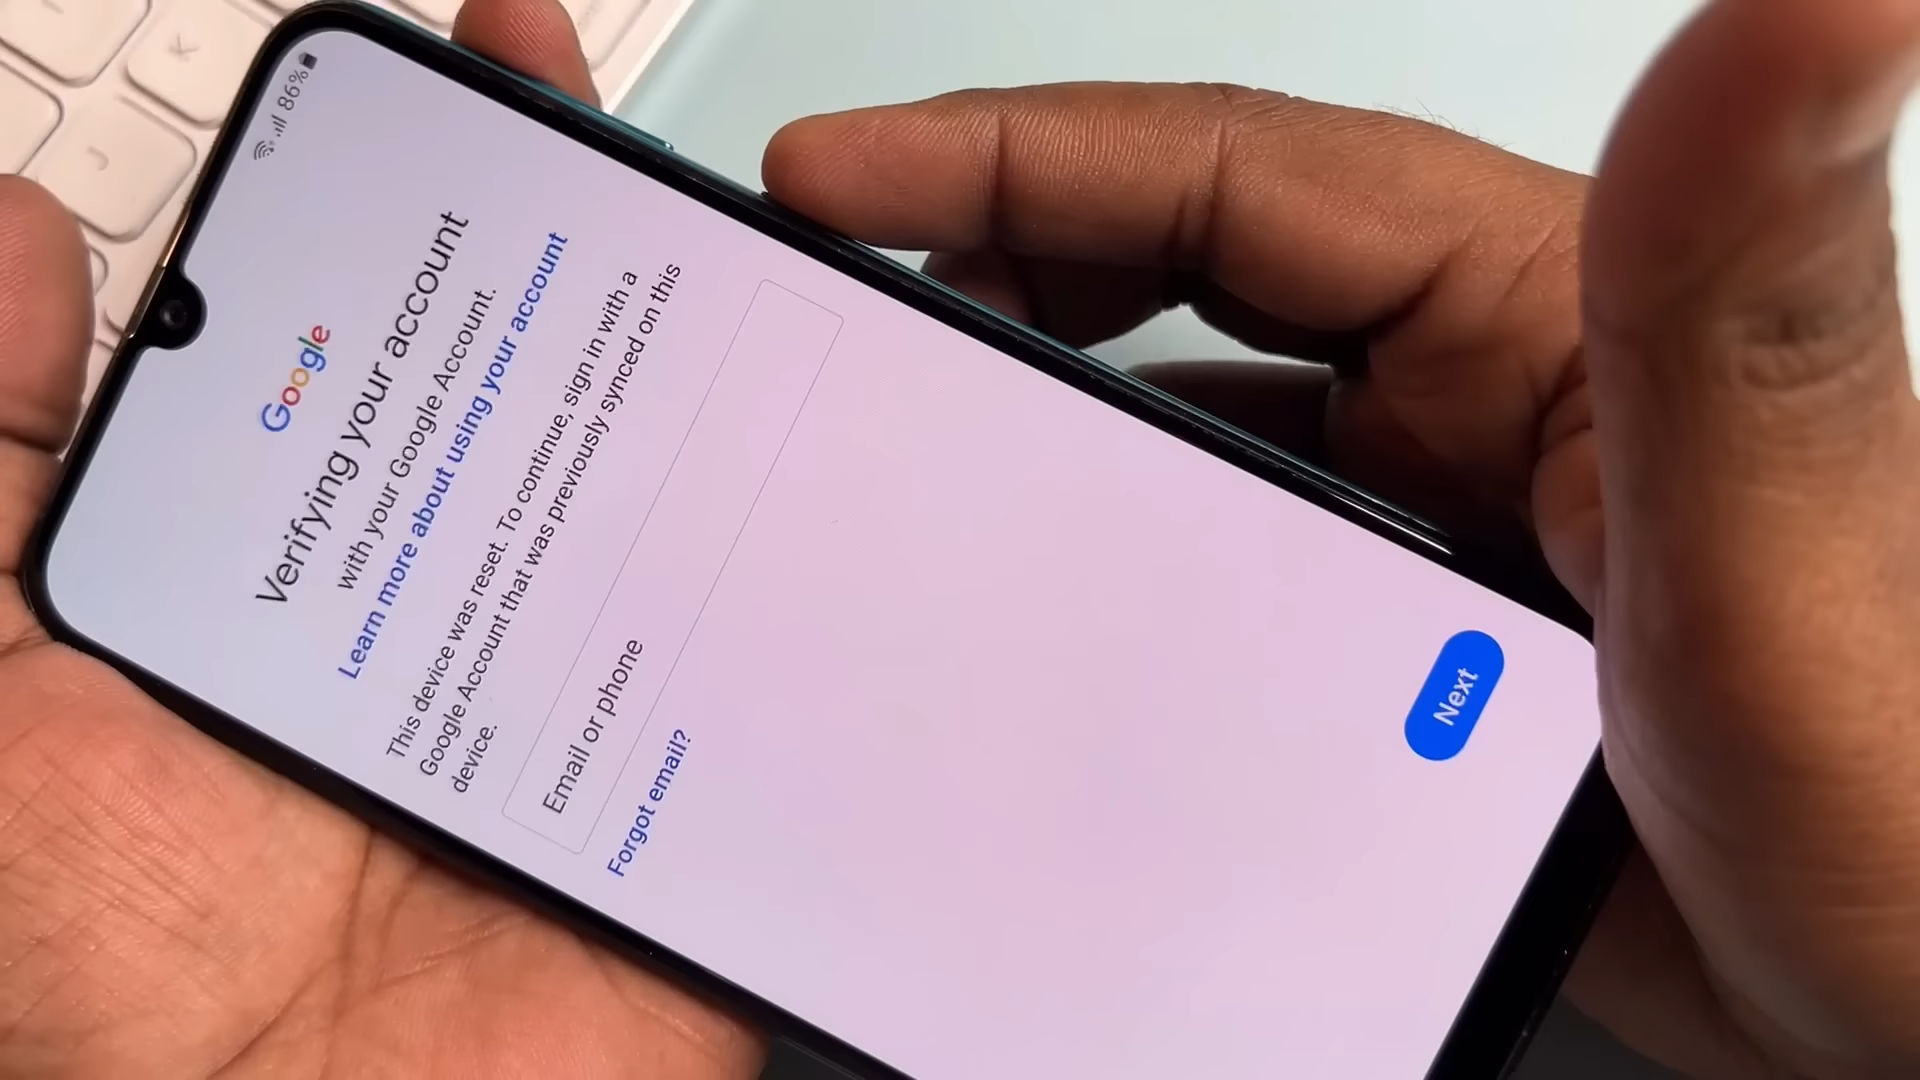 86%
Google
Verifying your account
with your Google Account.
Learn more about using your account
This device was reset. To continue, sign in with a
Google Account that was previously synced on this
device.
Email or phone
Forgot email?
Next
K
J